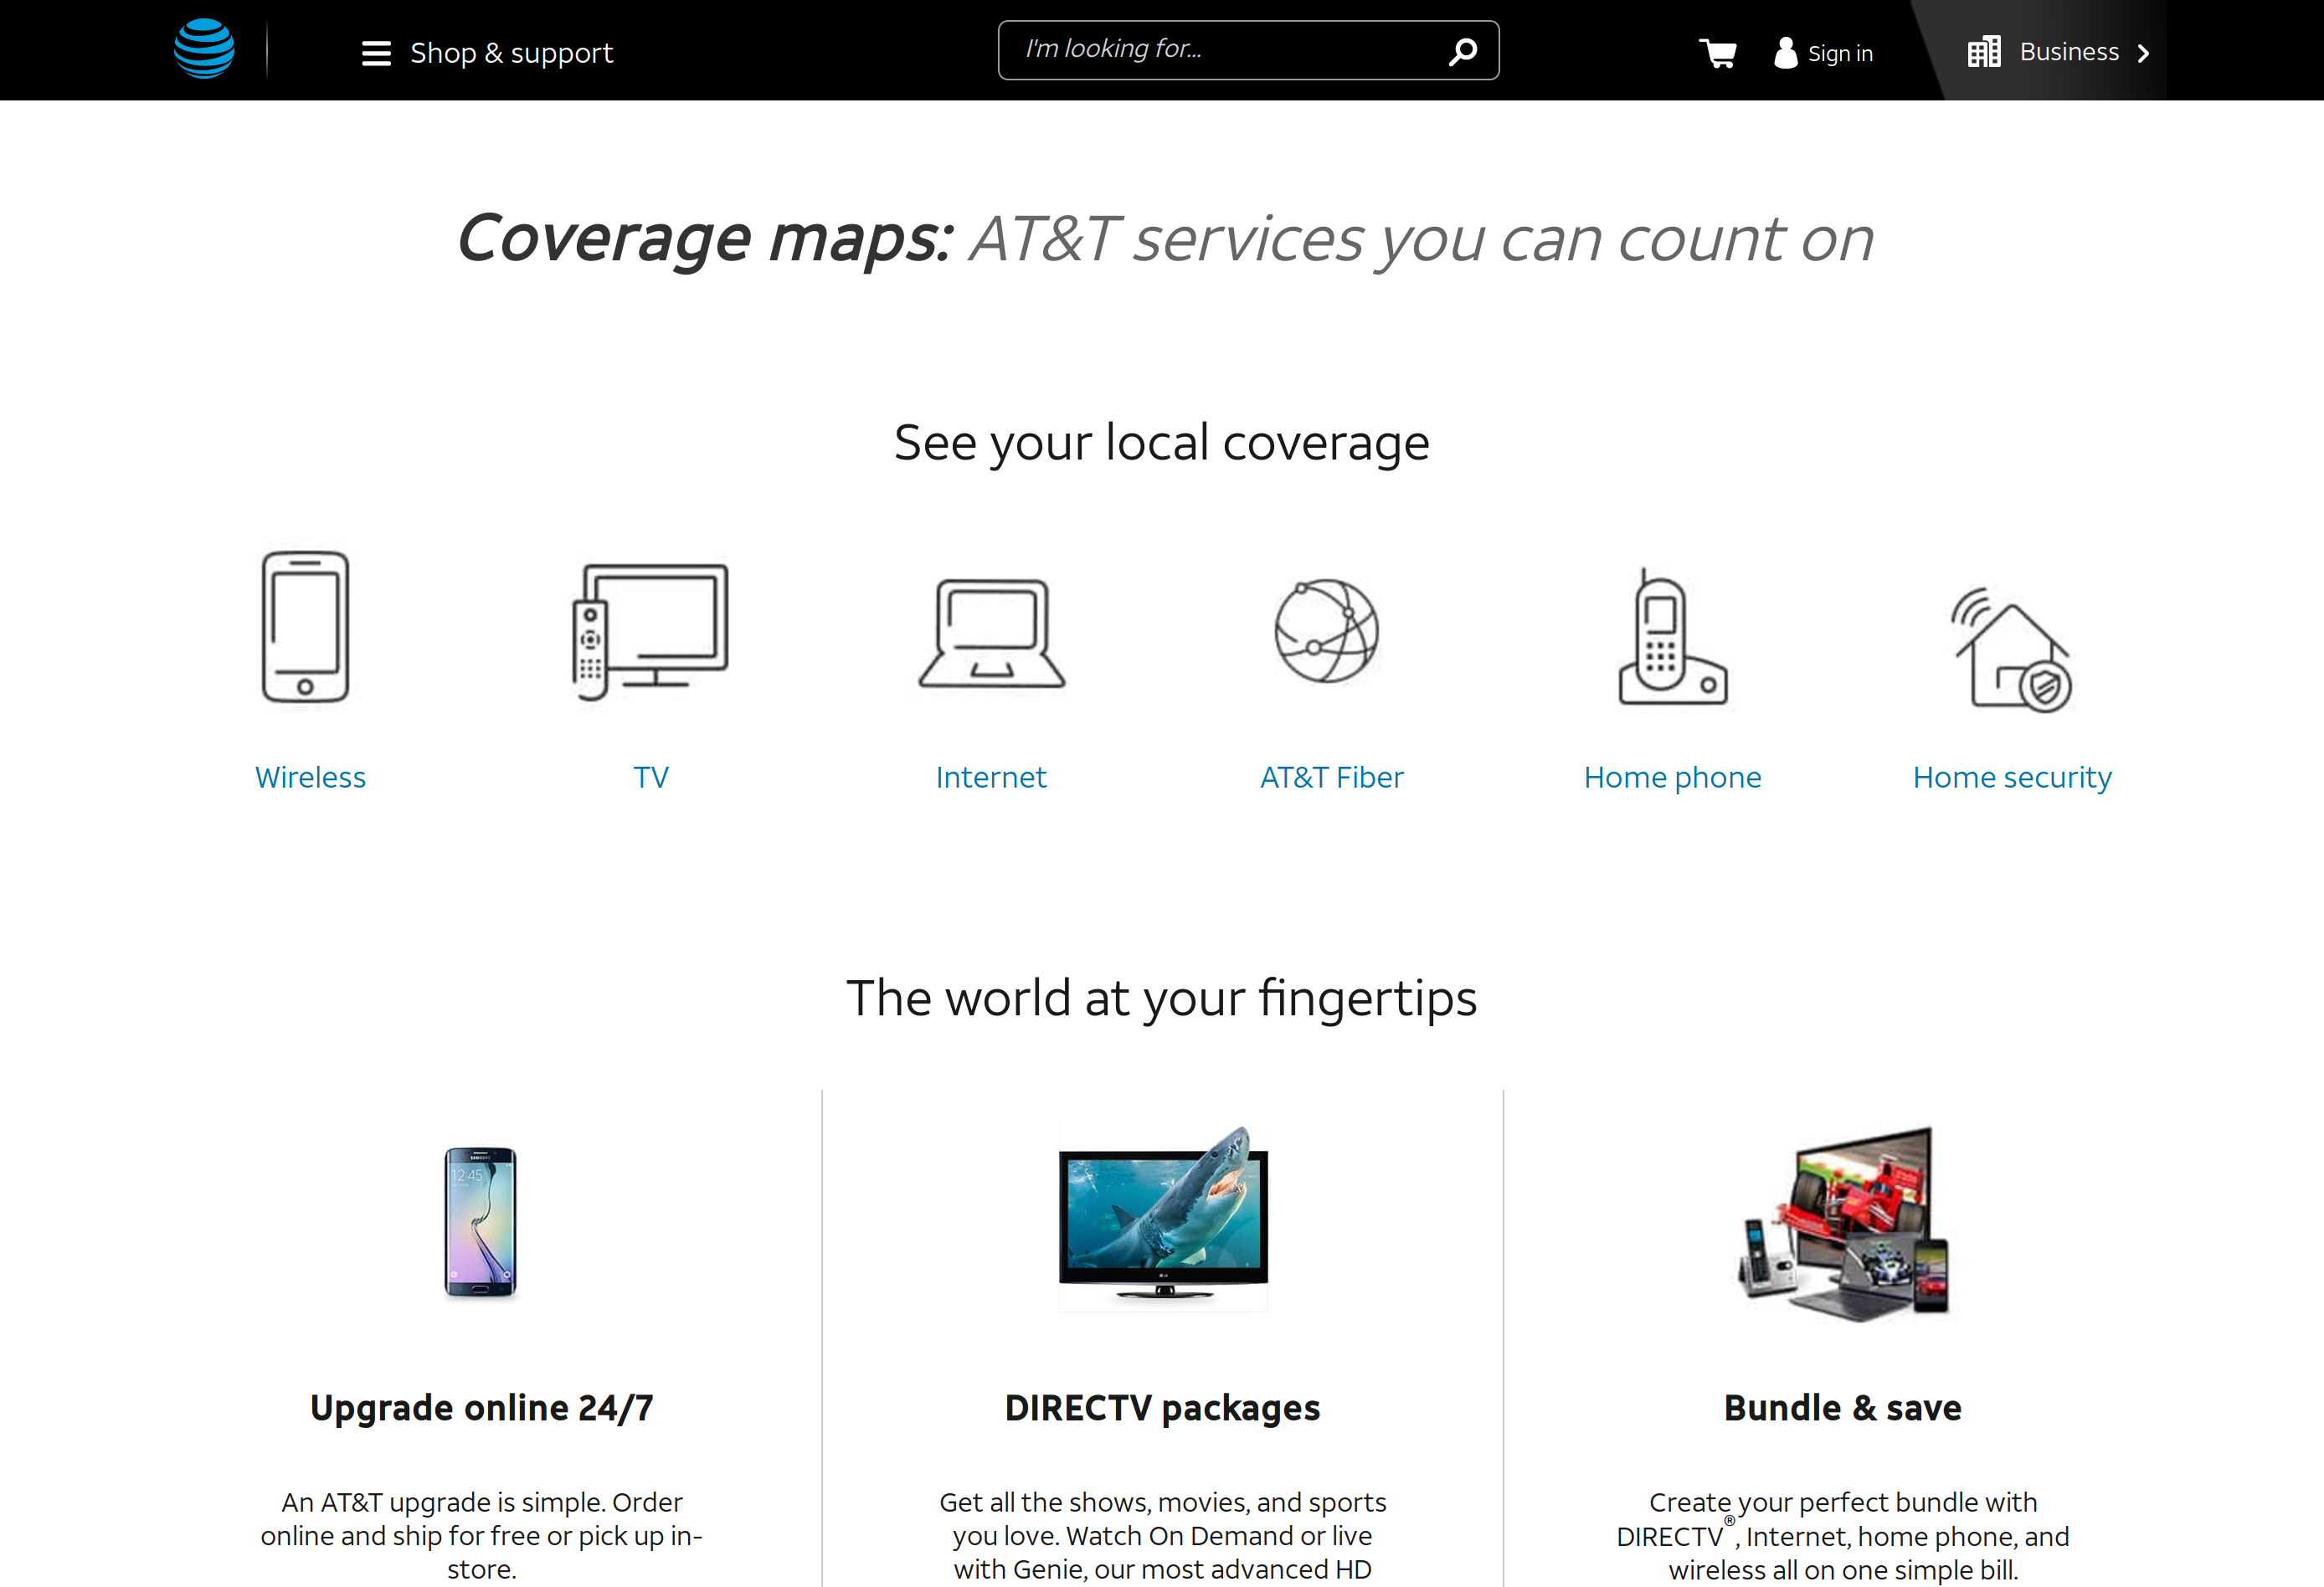 Shop & support
I'm looking for...
Sign in
Business
Coverage maps: AT&T services you can count on
See your local coverage
Wireless
TV
Internet
AT&T Fiber
Home phone
Home security
The world at your fingertips
SAMSUNG
12:45
Upgrade online 24/7
An AT&T upgrade is simple. Order
online and ship for free or pick up in-
store.
DIRECTV packages
Get all the shows, movies, and sports
you love. Watch On Demand or live
with Genie, our most advanced HD
Bundle & save
Create your perfect bundle with
DIRECTV®, Internet, home phone, and
wireless all on one simple bill.